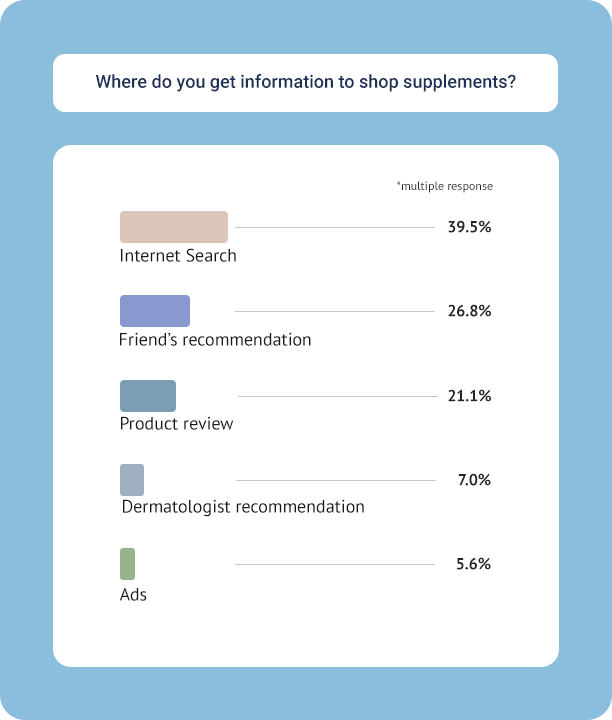 Where do you get information to shop supplements?
*multiple response
39.5%
Internet Search
26.8%
Friend’s recommendation
21.1%
Product review
7.0%
Dermatologist recommendation
5.6%
Ads